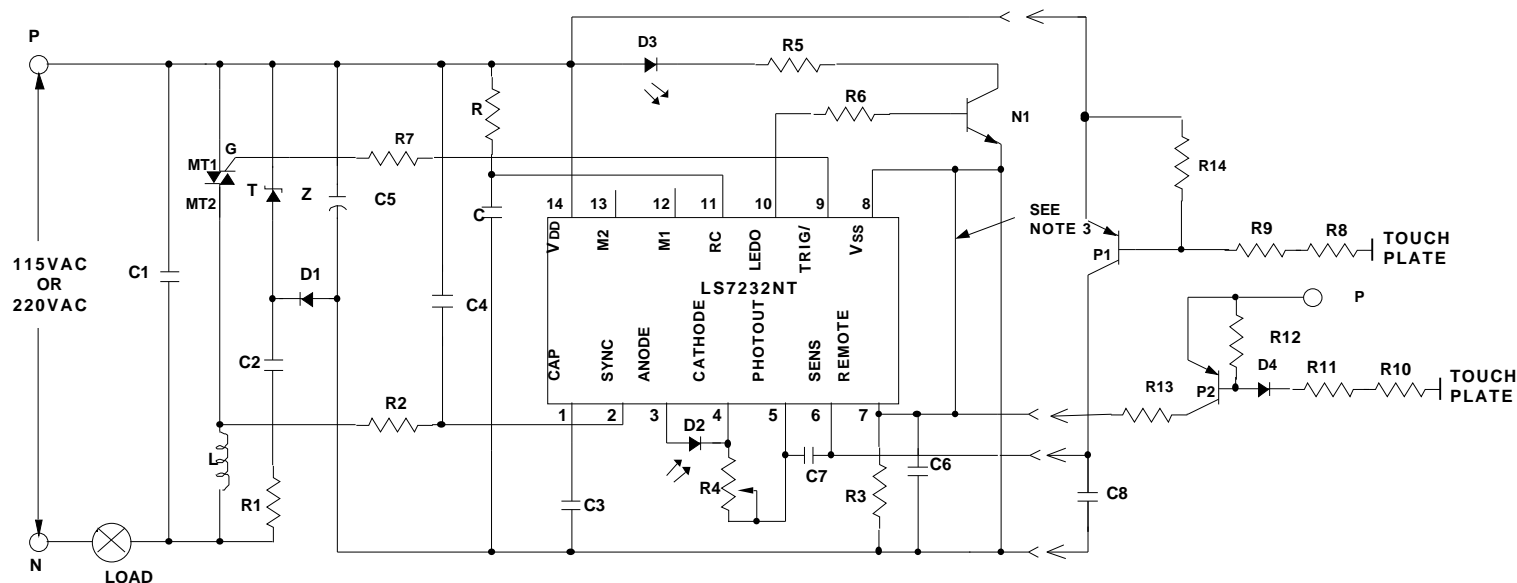 P
D3
R5
R
R6
N1
R7
G
MT1
MT2
T
Z
C5
C
R14
14 13 12 11 10 9 8
VDD
M2
M1
RC
LEDO
TRIG/
VSS
SEE
NOTE 3
R9
R8
TOUCH
PLATE
P1
115VAC
OR
220VAC
C1
D1
C4
LS7232NT
P
C2
CAP
SYNC
ANODE
CATHODE
PHOTOUT
SENS
REMOTE
R12
D4
R11
R10
P2
TOUCH
PLATE
R2
1 2 3 4 5 6 7
R13
D2
L
R1
C3
R4
C7
R3
C6
C8
N
LOAD